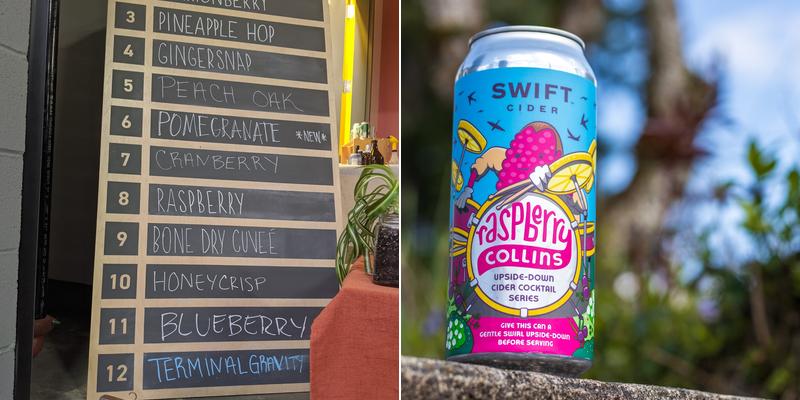 3 PINEAPPLE HOP
4 GINGERSNAP
5 PEACH OAK
6 POMEGRANATE *NEW*
7 CRANBERRY
8 RASPBERRY
9 BONE DRY CUVEÉ
10 HONEYCRISP
11 BLUEBERRY
12 TERMINAL GRAVITY
SWIFT
CIDER
raspberry
COLLINS
UPSIDE-DOWN
CIDER COCKTAIL
SERIES
GIVE THIS CAN A
GENTLE SWIRL UPSIDE-DOWN
BEFORE SERVING